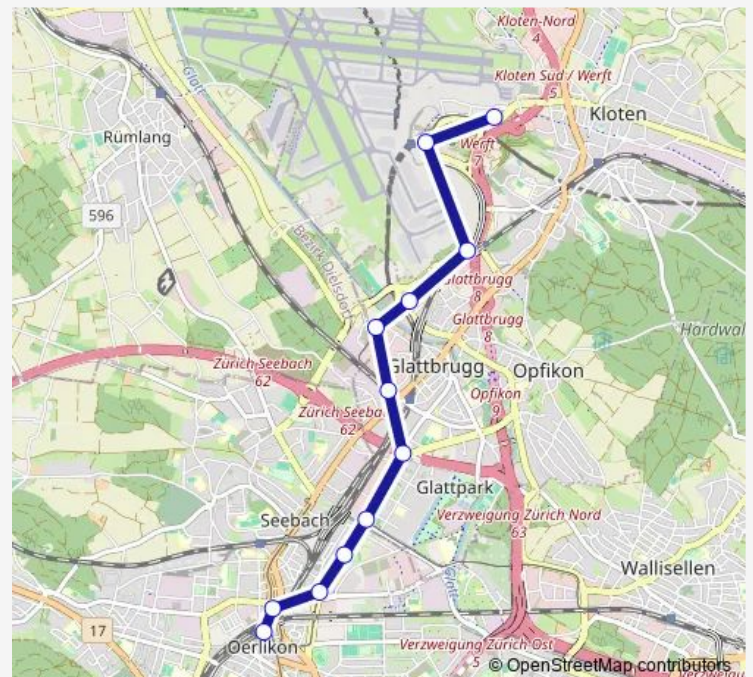 Kloten-Nord
4
Kloten Süd / Werft
5
Kloten
Glatt
Rümlang
Werft
7
596
Bezirk Dielsdorf
Glattbrugg
8
Glattbrugg
8
Hardwal
Zürich Seebach
62
Glattbrugg
Opfikon
Opfikon
9
Zürich Seeba
62
Glattpark
Seebach
Verzweigung Zürich Nord
63
Wallisellen
Glatt
17
Oerlikon
Verzweigung Zürich Ost
5
© OpenStreetMap contributors